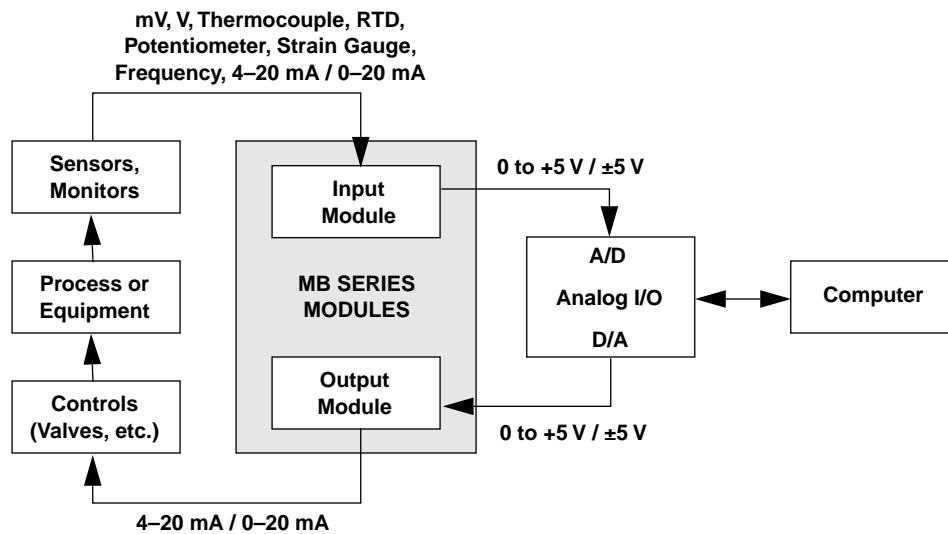 mV, V, Thermocouple, RTD,
Potentiometer, Strain Gauge,
Frequency, 4–20 mA / 0–20 mA
Sensors,
Monitors
Process or
Equipment
Controls
(Valves, etc.)
Input
Module
MB SERIES
MODULES
Output
Module
0 to +5 V / ±5 V
A/D
Analog I/O
D/A
0 to +5 V / ±5 V
Computer
4–20 mA / 0–20 mA